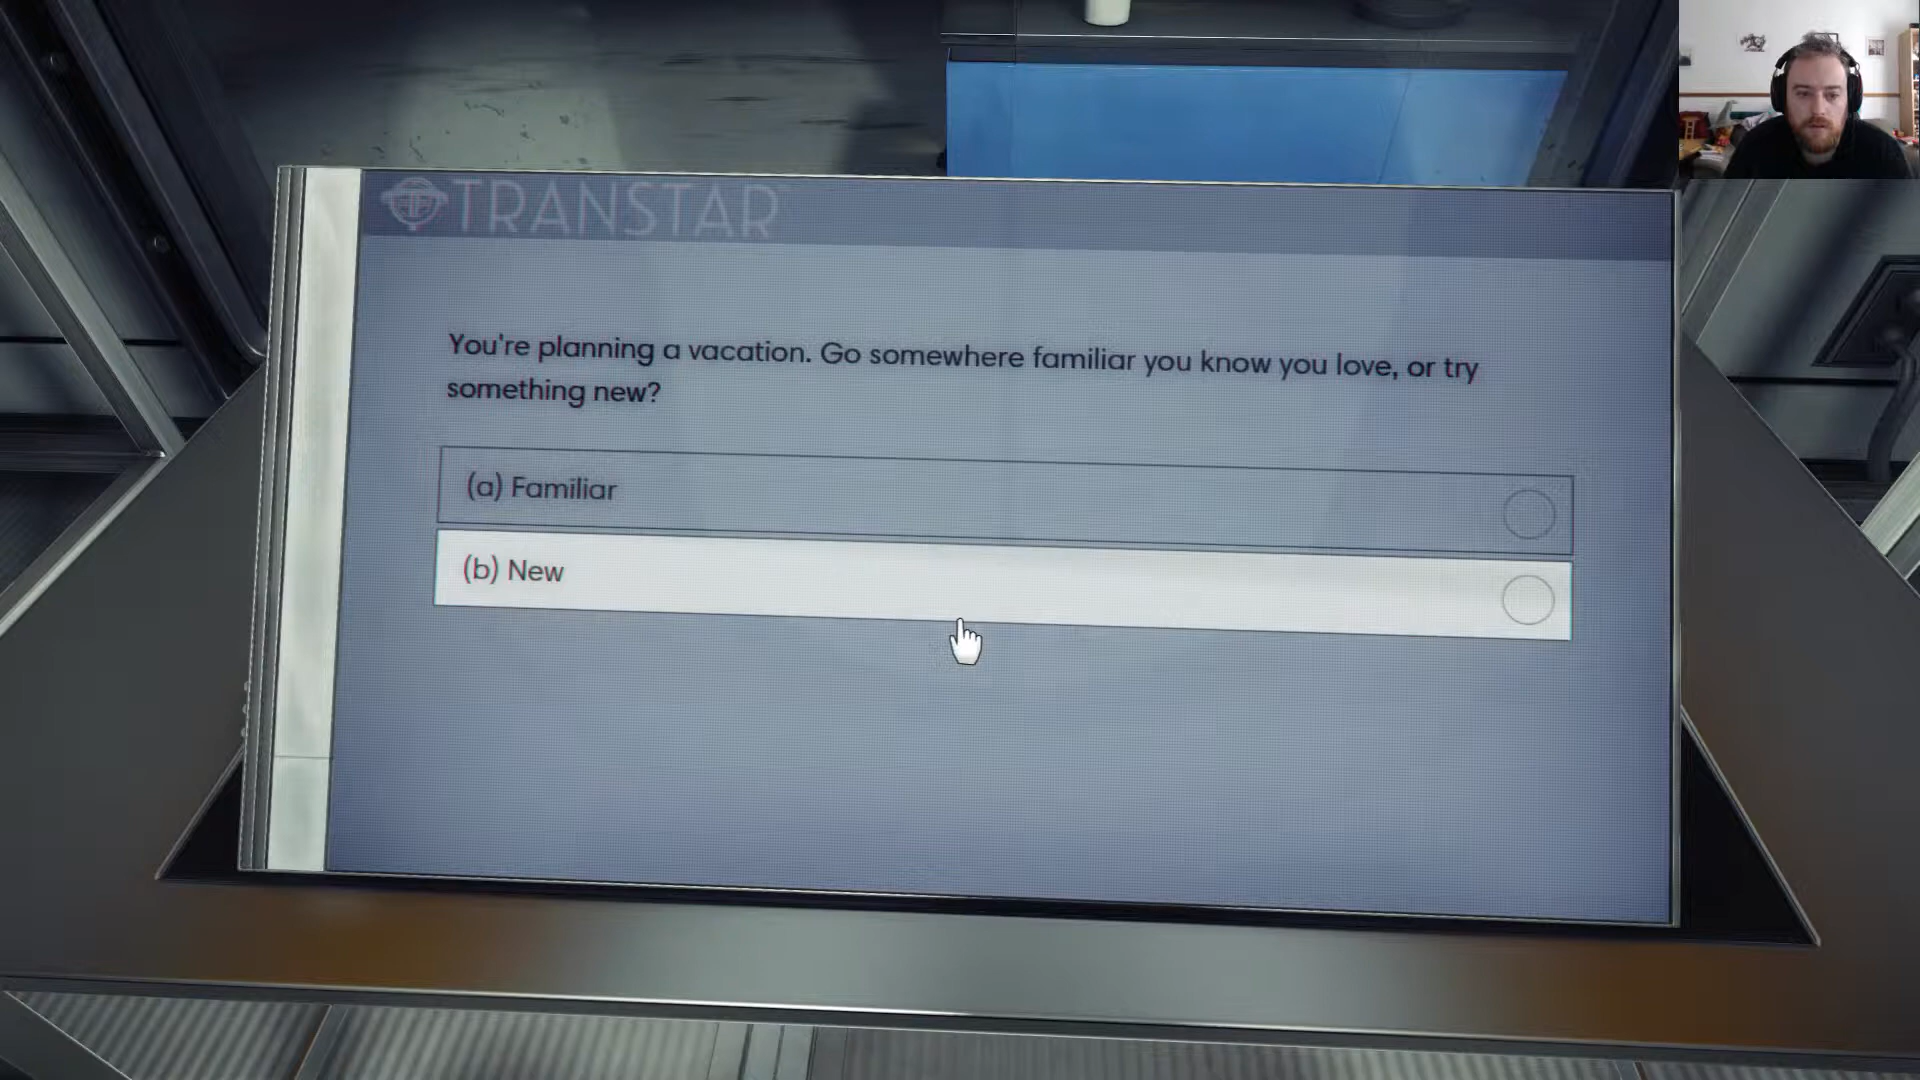 TRANSTAR
You're planning a vacation. Go somewhere familiar you know you love, or try
something new?
(a) Familiar
(b) New